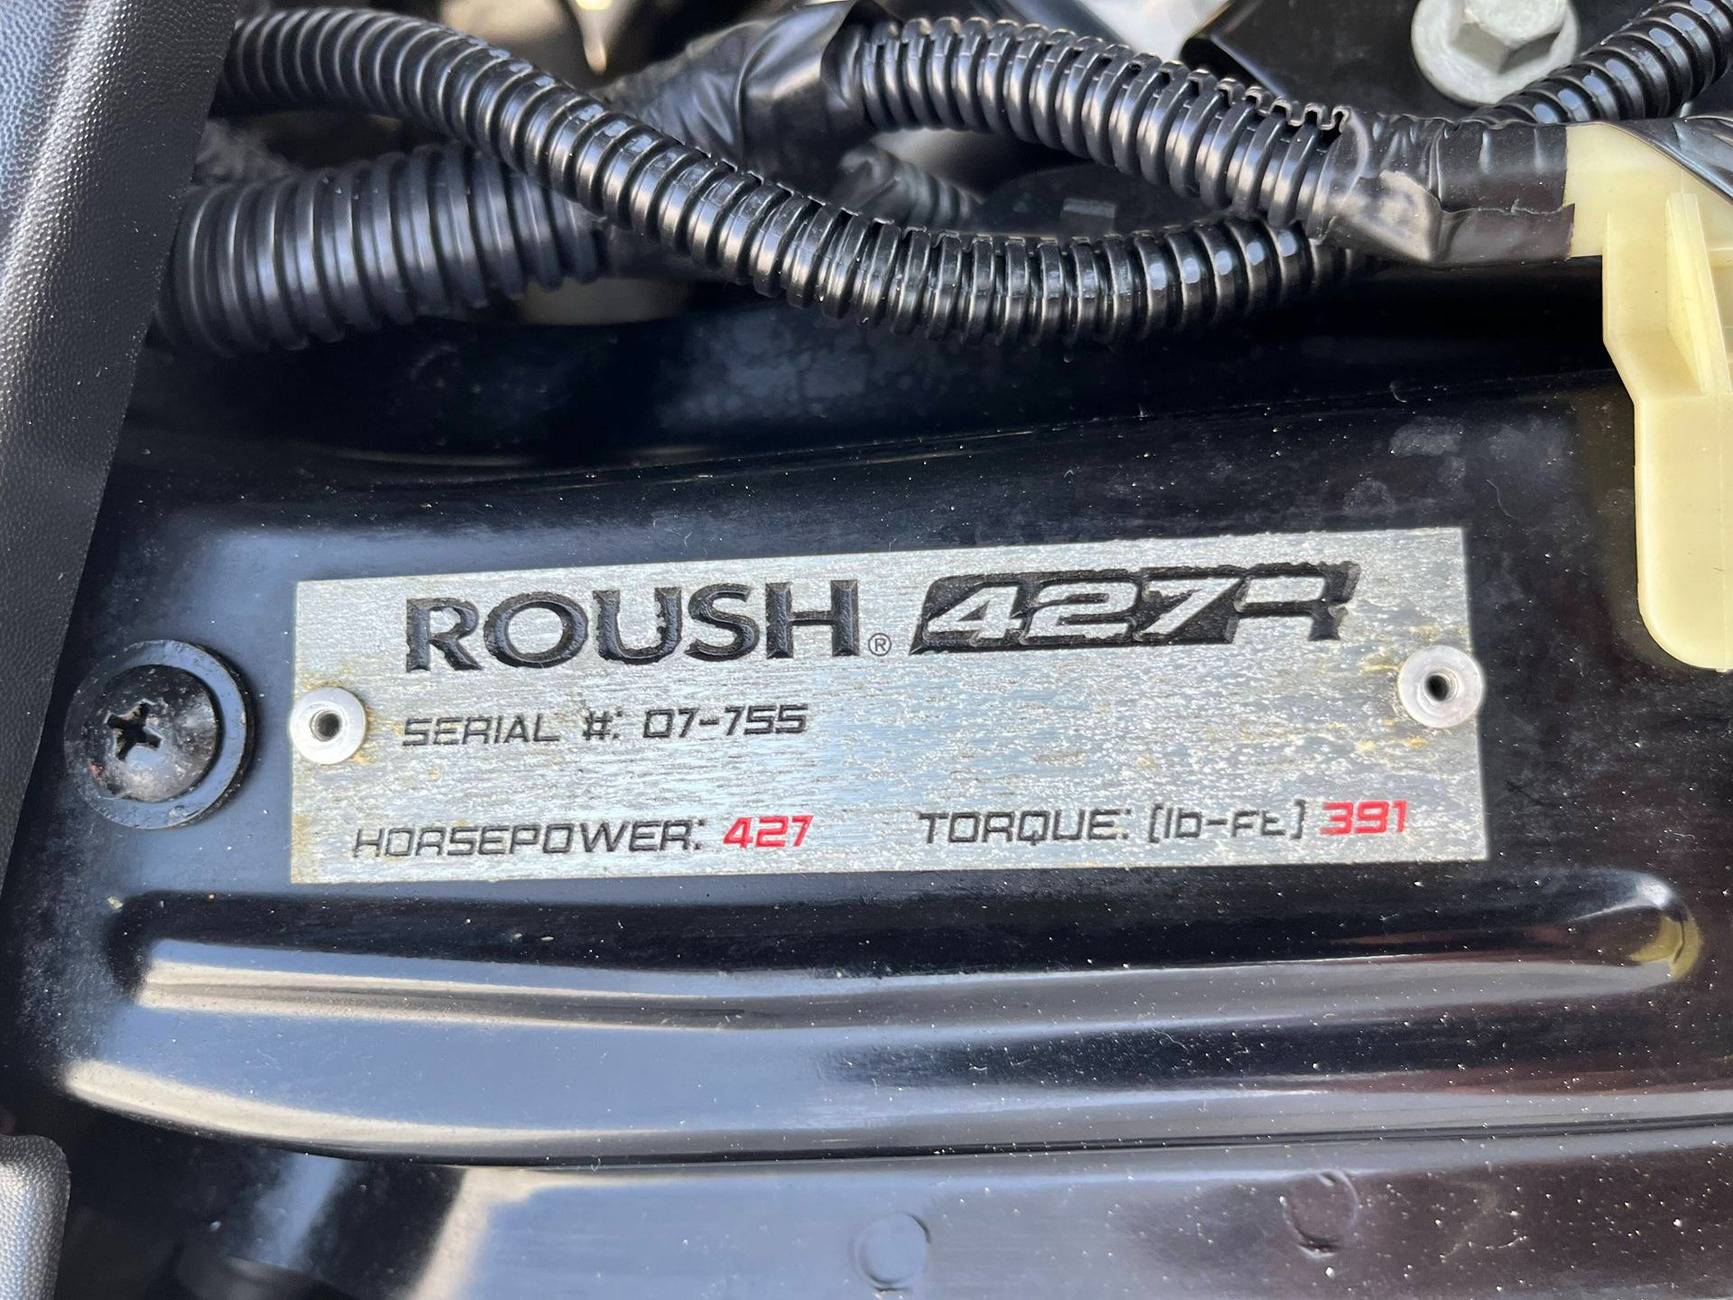 ROUSH® 427R
SERIAL #: 07-755
HORSEPOWER: 427 TORQUE: [lb-ft] 391